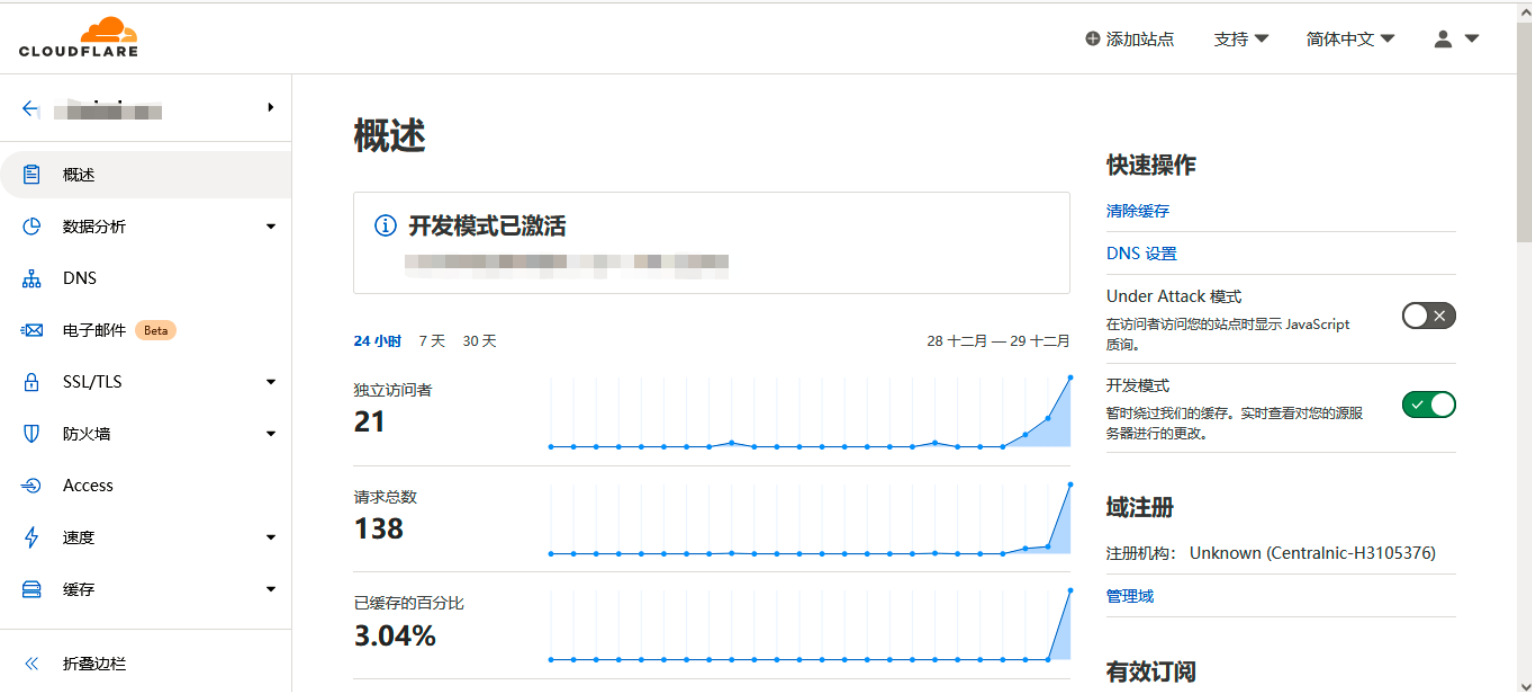 CLOUDFLARE
添加站点
支持
简体中文
概述
数据分析
DNS
电子邮件 Beta
SSL/TLS
防火墙
Access
速度
缓存
折叠边栏
概述
开发模式已激活
24 小时 7 天 30 天
28 十二月 — 29 十二月
独立访问者
21
请求总数
138
已缓存的百分比
3.04%
快速操作
清除缓存
DNS 设置
Under Attack 模式
在访问者访问您的站点时显示 JavaScript
质询。
开发模式
暂时绕过我们的缓存。实时查看对您的源服
务器进行的更改。
域注册
注册机构： Unknown (Centralnic-H3105376)
管理域
有效订阅